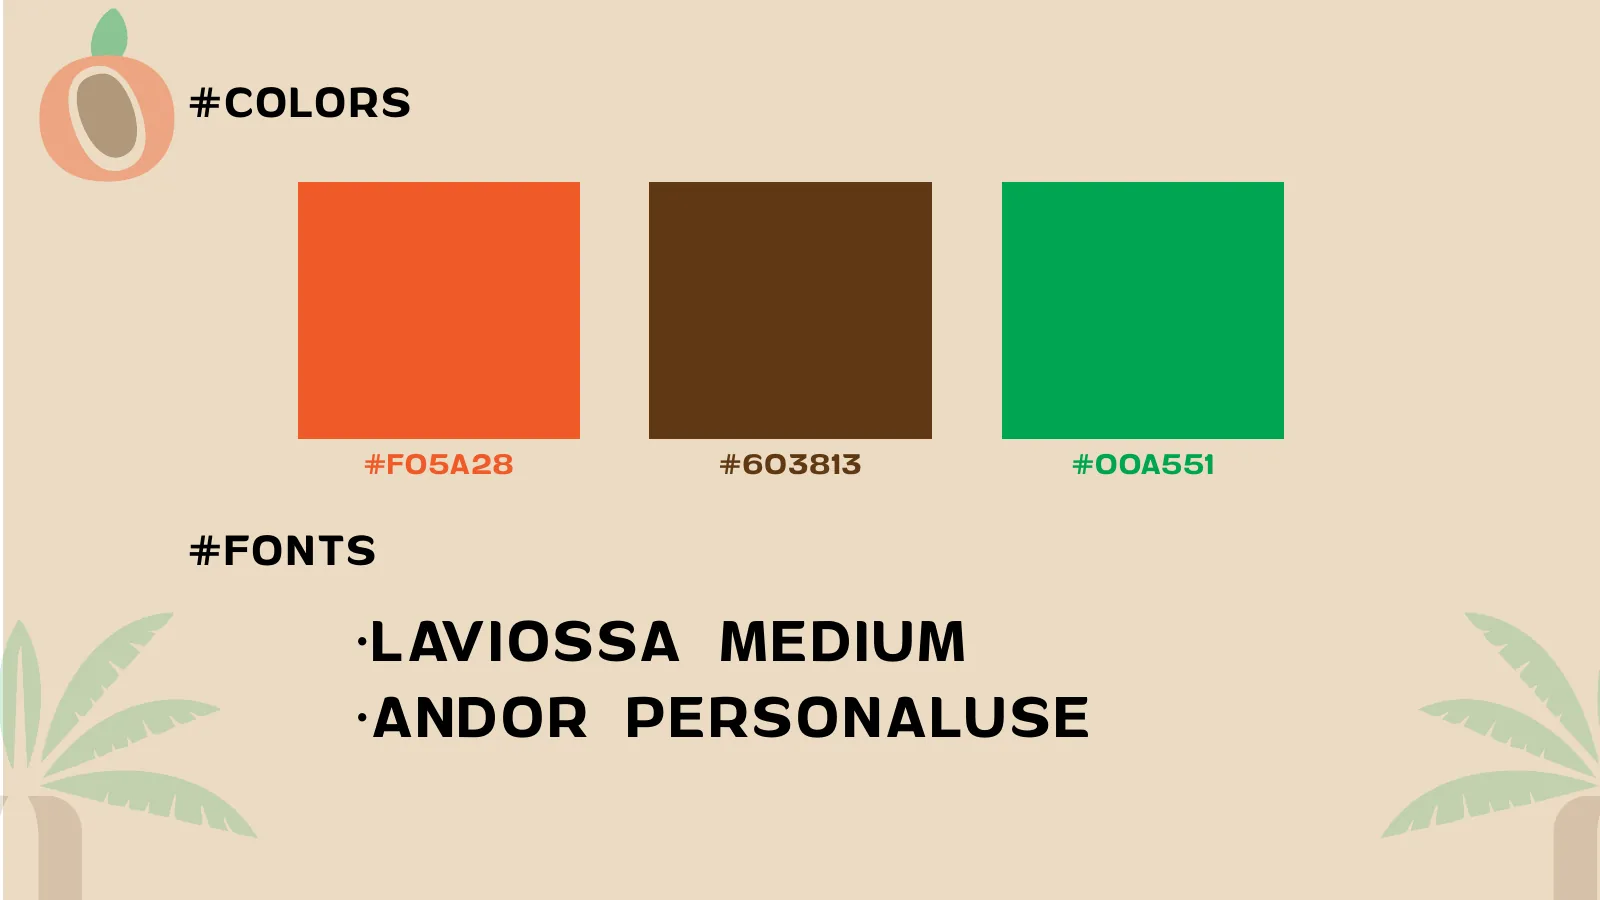 #COLORS
#F05A28 #603813 #00A551
#FONTS
·LAVIOSSA MEDIUM
·ANDOR PERSONALUSE